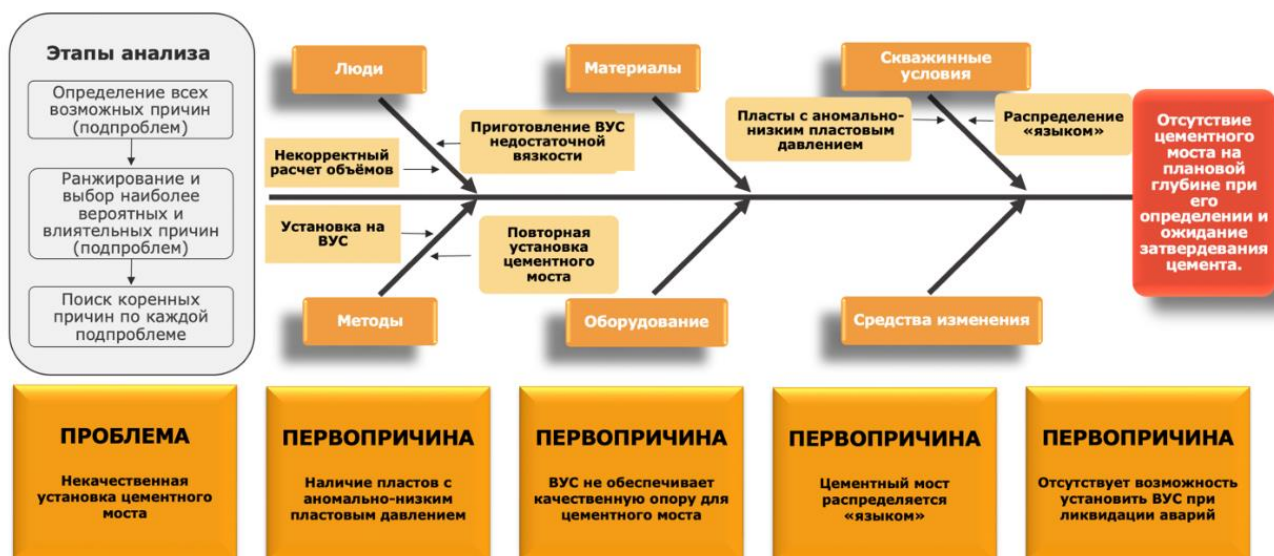 Этапы анализа
Определение всех
возможных причин
(подпроблем)
Ранжирование и
выбор наиболее
вероятных и
влиятельных причин
(подпроблем)
Поиск коренных
причин по каждой
подпроблеме
Люди
Материалы
Скважинные
условия
Некорректный
расчет объёмов
Приготовление ВУС
недостаточной
вязкости
Пласты с аномально-
низким пластовым
давлением
Распределение
«языком»
Установка на
ВУС
Повторная
установка
цементного
моста
Методы
Оборудование
Средства изменения
Отсутствие
цементного
моста на
плановой
глубине при
его
определении и
ожидание
затвердевания
цемента.
ПРОБЛЕМА
Некачественная
установка цементного
моста
ПЕРВОПРИЧИНА
Наличие пластов с
аномально-низким
пластовым давлением
ПЕРВОПРИЧИНА
ВУС не обеспечивает
качественную опору для
цементного моста
ПЕРВОПРИЧИНА
Цементный мост
распределяется
«языком»
ПЕРВОПРИЧИНА
Отсутствует возможность
установить ВУС при
ликвидации аварий